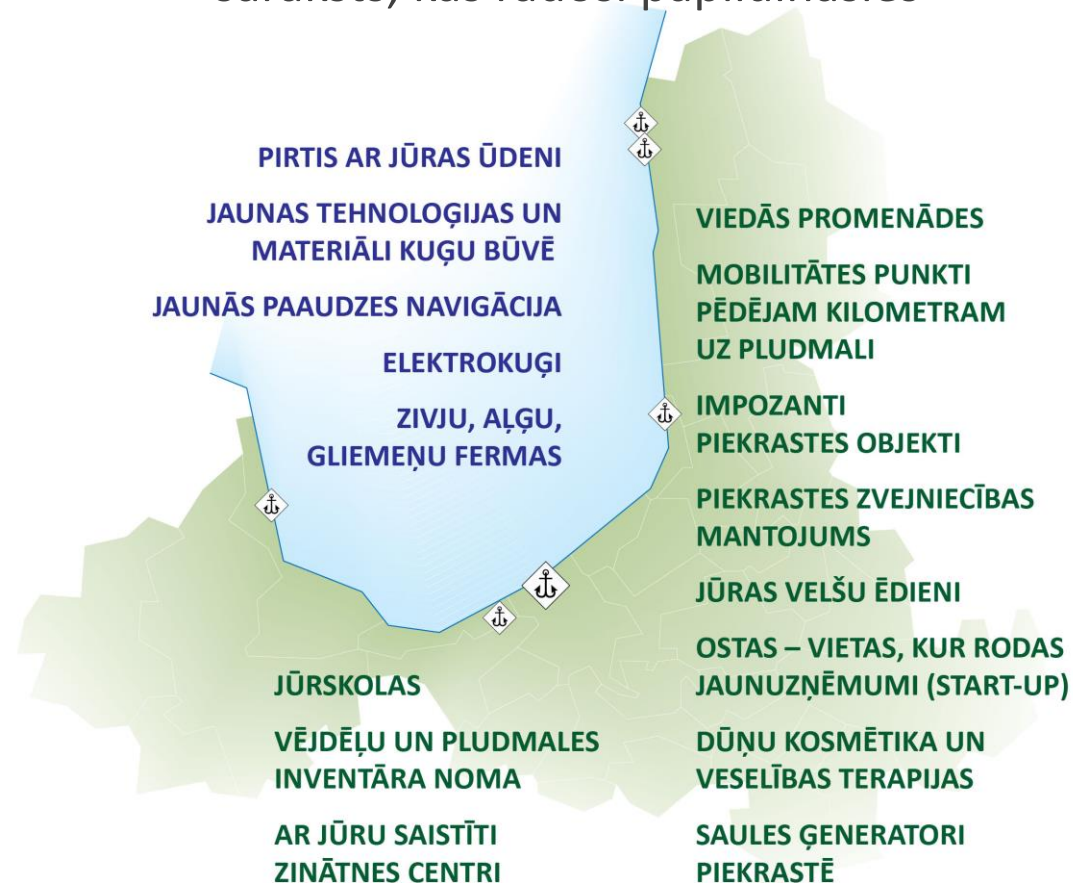 PIRTIS AR JŪRAS ŪDENI
JAUNAS TEHNOLOĢIJAS UN
MATERIĀLI KUĢU BŪVĒ
JAUNĀS PAAUDZES NAVIGĀCIJA
ELEKTROKUĢI
ZIVJU, AĻĢU,
GLIEMEŅU FERMAS
VIEDĀS PROMENĀDES
MOBILITĀTES PUNKTI
PĒDĒJAM KILOMETRAM
UZ PLUDMALI
IMPOZANTI
PIEKRASTES OBJEKTI
PIEKRASTES ZVEJNIECĪBAS
MANTOJUMS
JŪRAS VELŠU ĒDIENI
OSTAS – VIETAS, KUR RODAS
JAUNUZŅĒMUMI (START-UP)
DŪŅU KOSMĒTIKA UN
VESELĪBAS TERAPIJAS
SAULES ĢENERATORI
PIEKRASTĒ
JŪRSKOLAS
VĒJDĒĻU UN PLUDMALES
INVENTĀRA NOMA
AR JŪRU SAISTĪTI
ZINĀTNES CENTRI